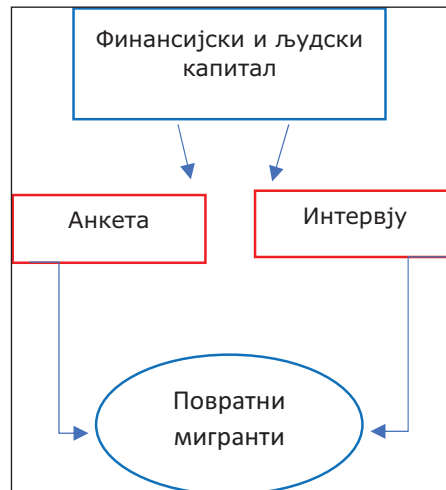 Финансијски и људски
капитал
Анкета
Интервју
Повратни
мигранти